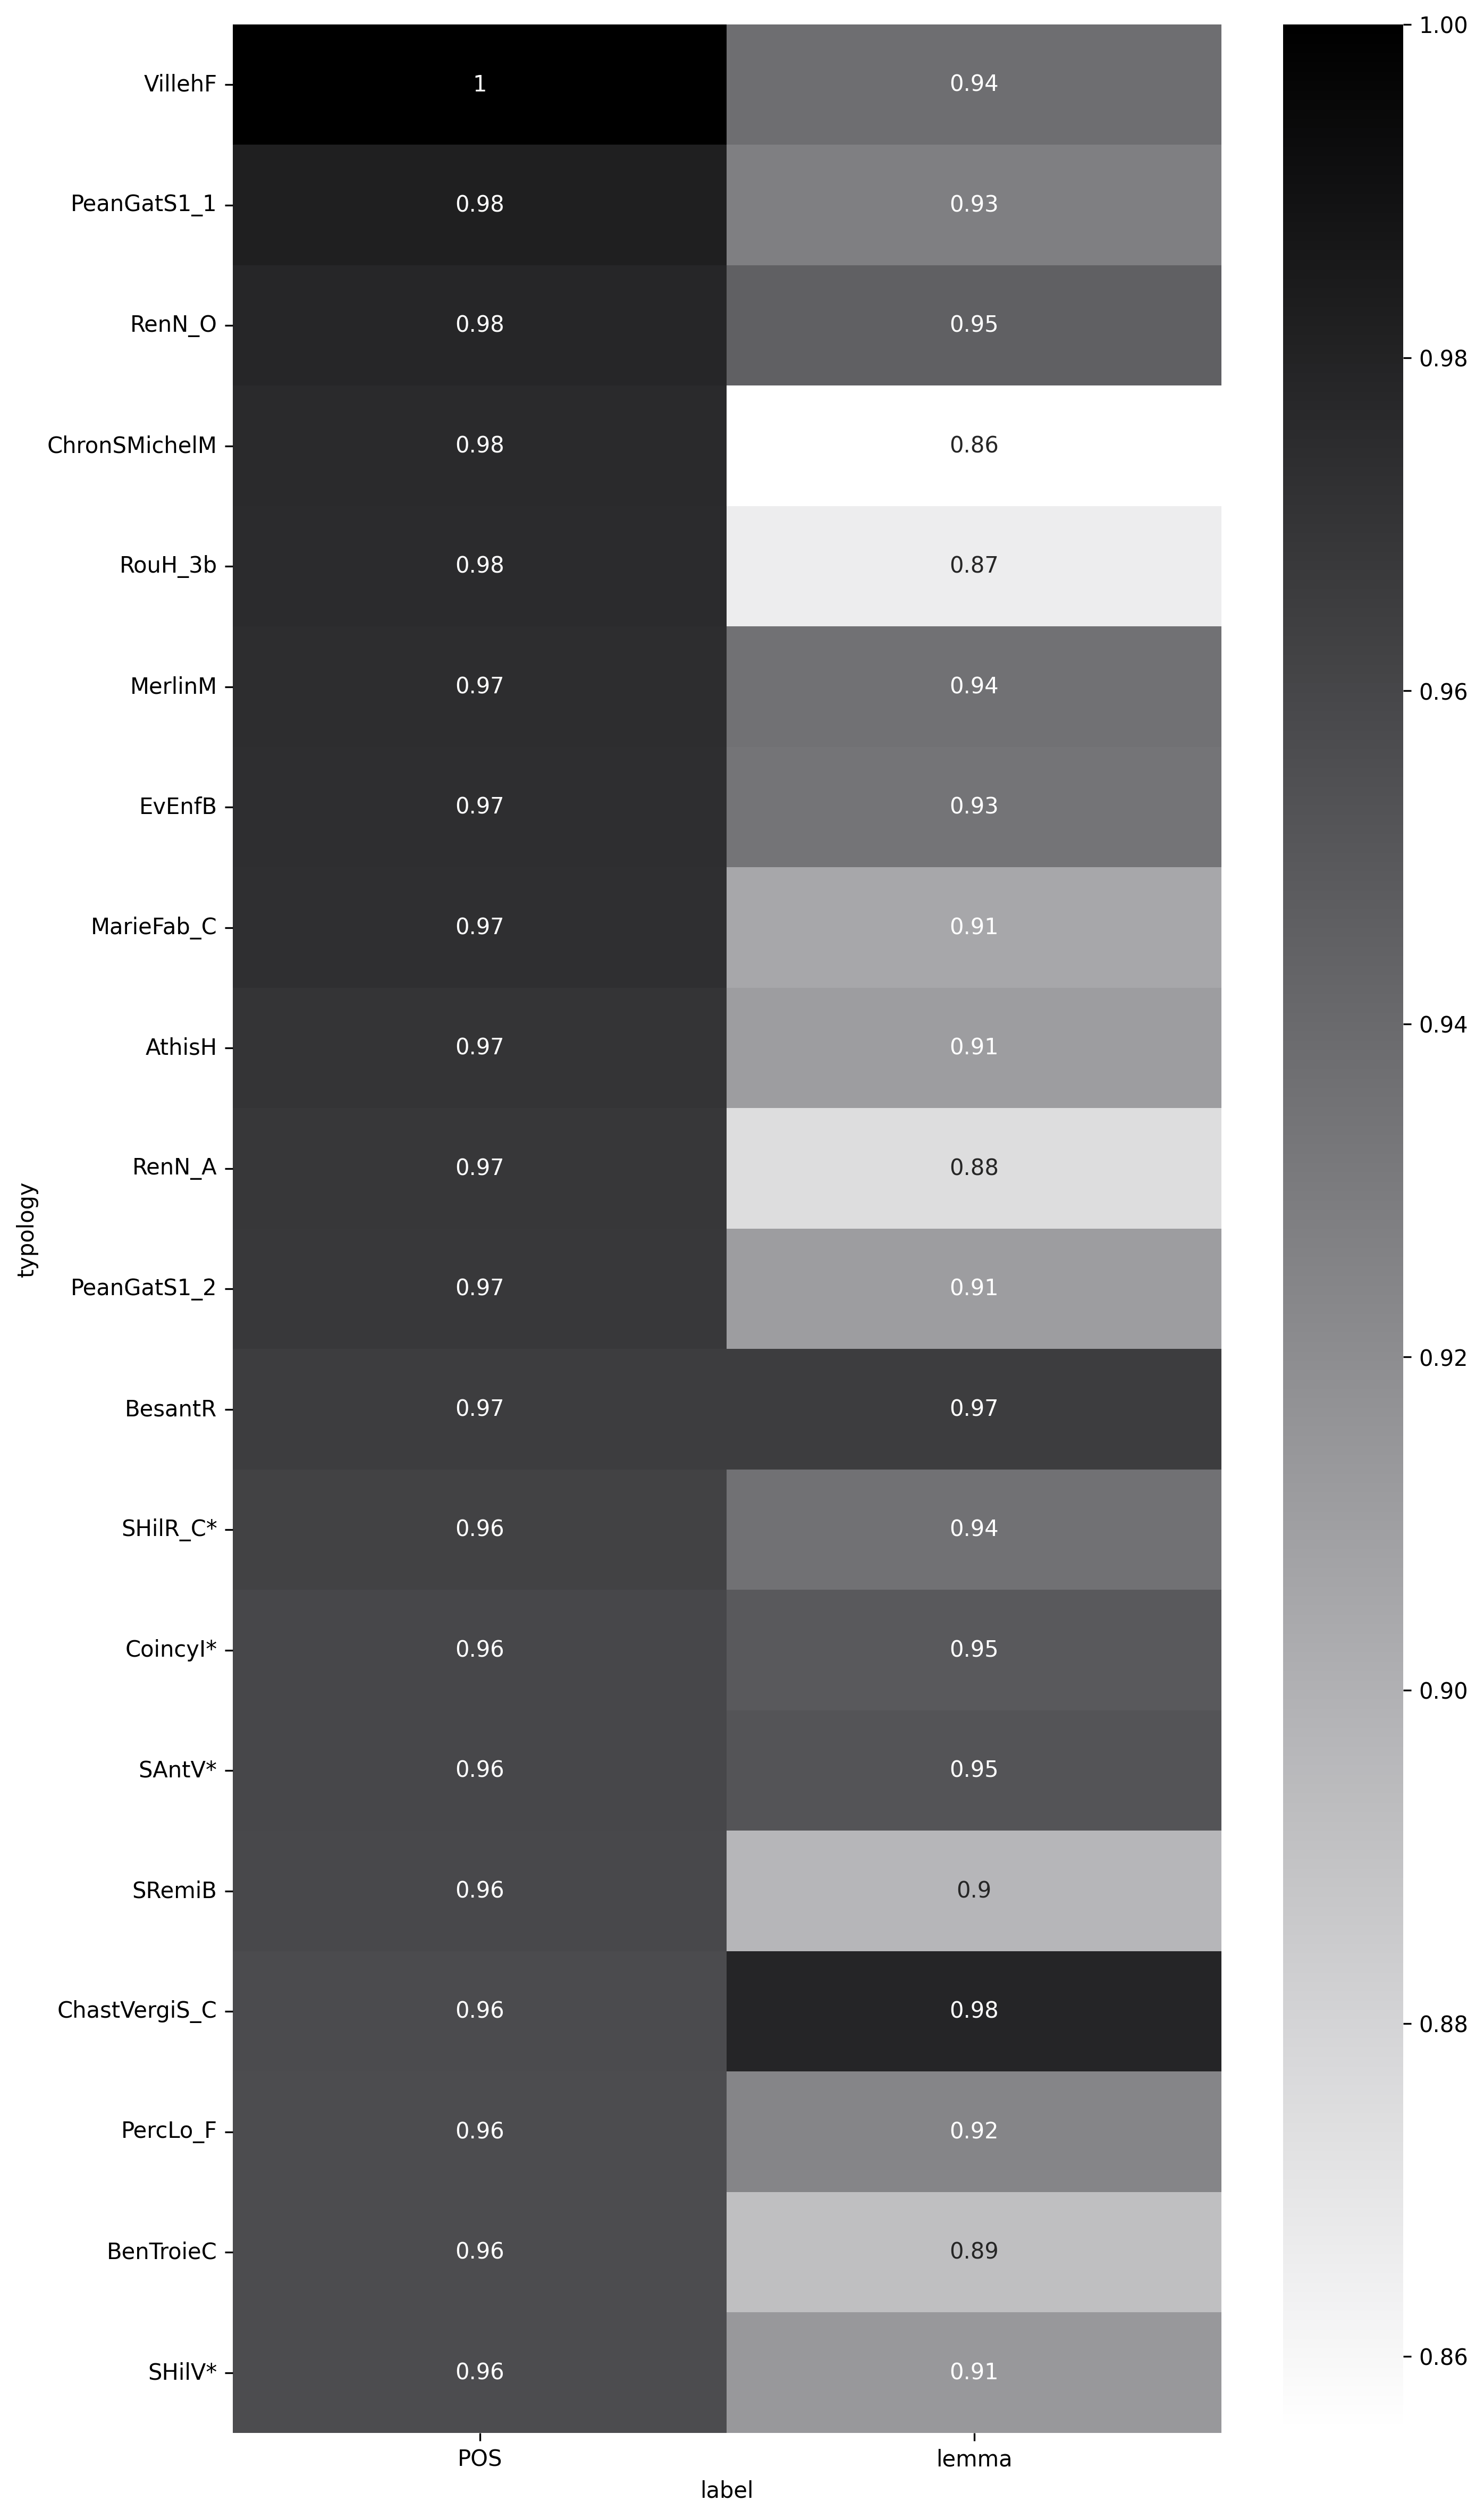 1.00
VillehF 1 0.94
PeanGatS1_1 0.98 0.93
RenN_O 0.98 0.95
0.98
ChronSMichelM 0.98 0.86
RouH_3b 0.98 0.87
MerlinM 0.97 0.94
0.96
EvEnfB 0.97 0.93
MarieFab_C 0.97 0.91
0.94
AthisH 0.97 0.91
RenN_A 0.97 0.88
typology
PeanGatS1_2 0.97 0.91
0.92
BesantR 0.97 0.97
SHilR_C* 0.96 0.94
CoincyI* 0.96 0.95
0.90
SAntV* 0.96 0.95
SRemiB 0.96 0.9
ChastVergiS_C 0.96 0.98
0.88
PercLo_F 0.96 0.92
BenTroieC 0.96 0.89
0.86
SHilV* 0.96 0.91
POS lemma
label